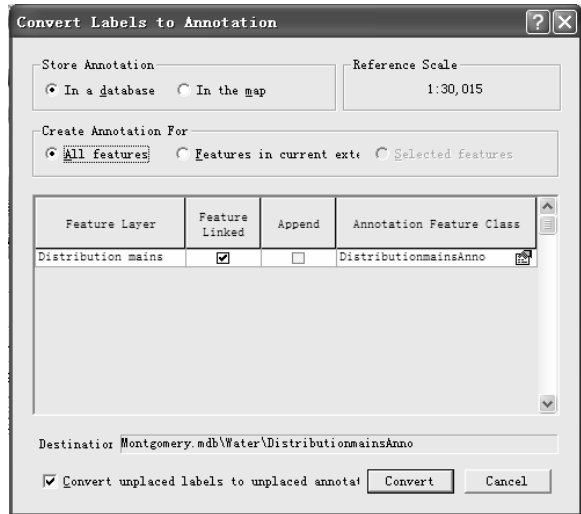 Convert Labels to Annotation
Store Annotation
In a database In the map
Reference Scale
1:30,015
Create Annotation For
All features Features in current exte Selected features
Feature Layer Feature Linked Append Annotation Feature Class
Distribution mains DistributionmainsAnno
Destination Montgomery.mdb\Water\DistributionmainsAnno
Convert unplaced labels to unplaced annotat Convert Cancel